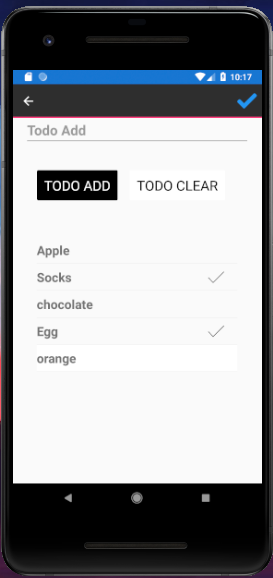 10:17
Todo Add
TODO ADD TODO CLEAR
Apple
Socks
chocolate
Egg
orange